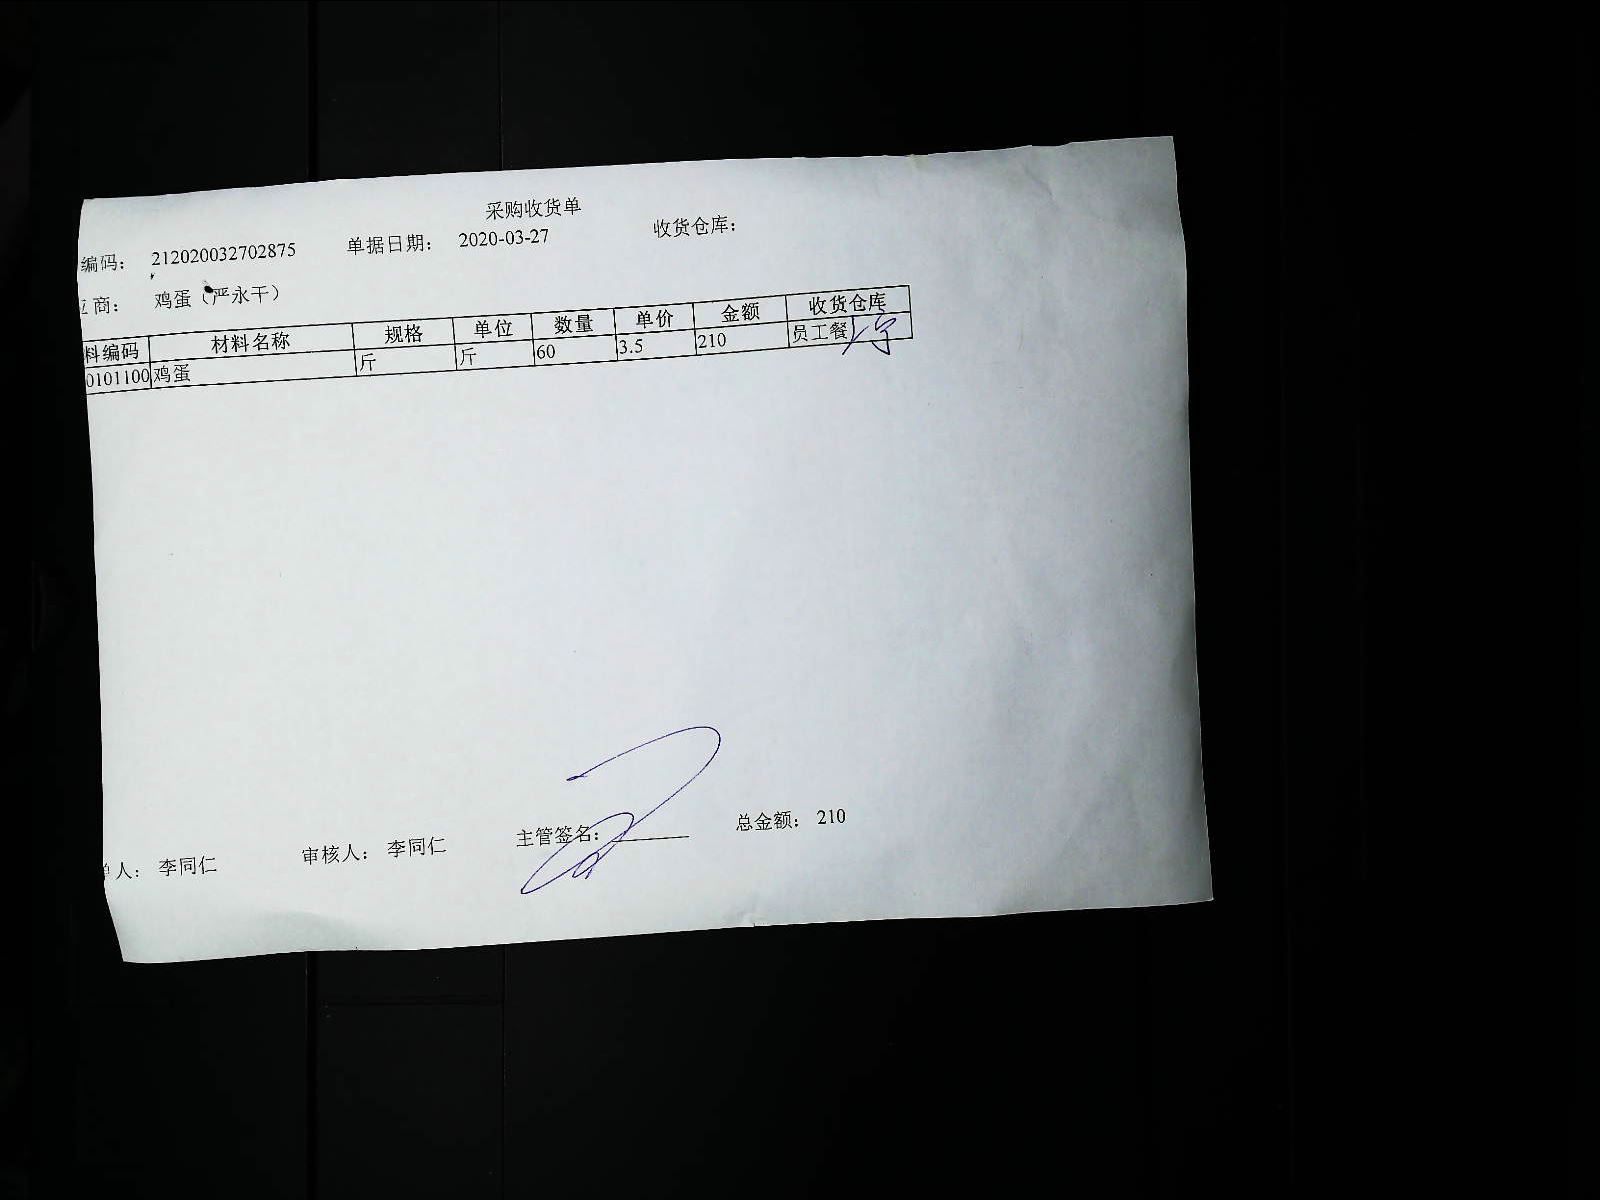 采购收货单
编码： 212020032702875 单据日期： 2020-03-27 收货仓库：
商： 鸡蛋（严永干）
料编码 材料名称 规格 单位 数量 单价 金额 收货仓库
0101100 鸡蛋 斤 斤 60 3.5 210 员工餐
人： 李同仁 审核人： 李同仁 主管签名： 总金额： 210